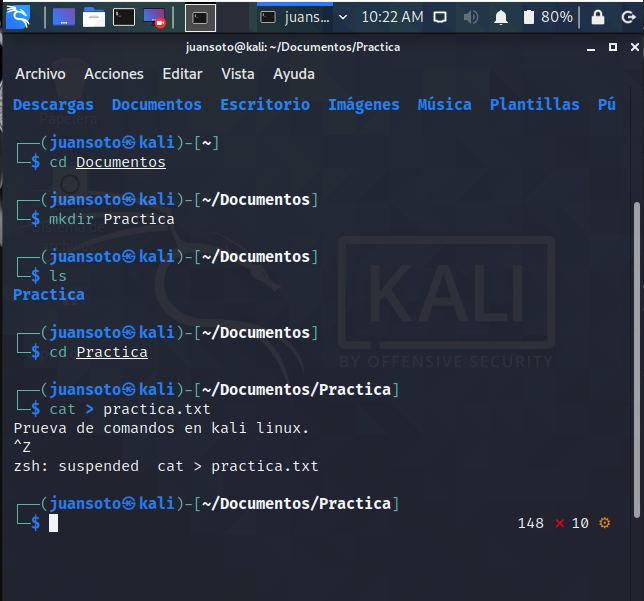 juans...
10:22 AM
80%
juansoto@kali: ~/Documentos/Practica
Archivo Acciones Editar Vista Ayuda
Descargas Documentos Escritorio Imágenes Música Plantillas Pú
Papelera
┌──(juansoto㉿kali)-[~]
└─$ cd Documentos
┌──(juansoto㉿kali)-[~/Documentos]
└─$ mkdir Practica
┌──(juansoto㉿kali)-[~/Documentos]
└─$ ls
Practica
┌──(juansoto㉿kali)-[~/Documentos]
└─$ cd Practica
┌──(juansoto㉿kali)-[~/Documentos/Practica]
└─$ cat > practica.txt
Prueva de comandos en kali linux.
^Z
zsh: suspended  cat > practica.txt
┌──(juansoto㉿kali)-[~/Documentos/Practica]
└─$
148 ⨯ 10 ⚙
KALI
BY OFFENSIVE SECURITY